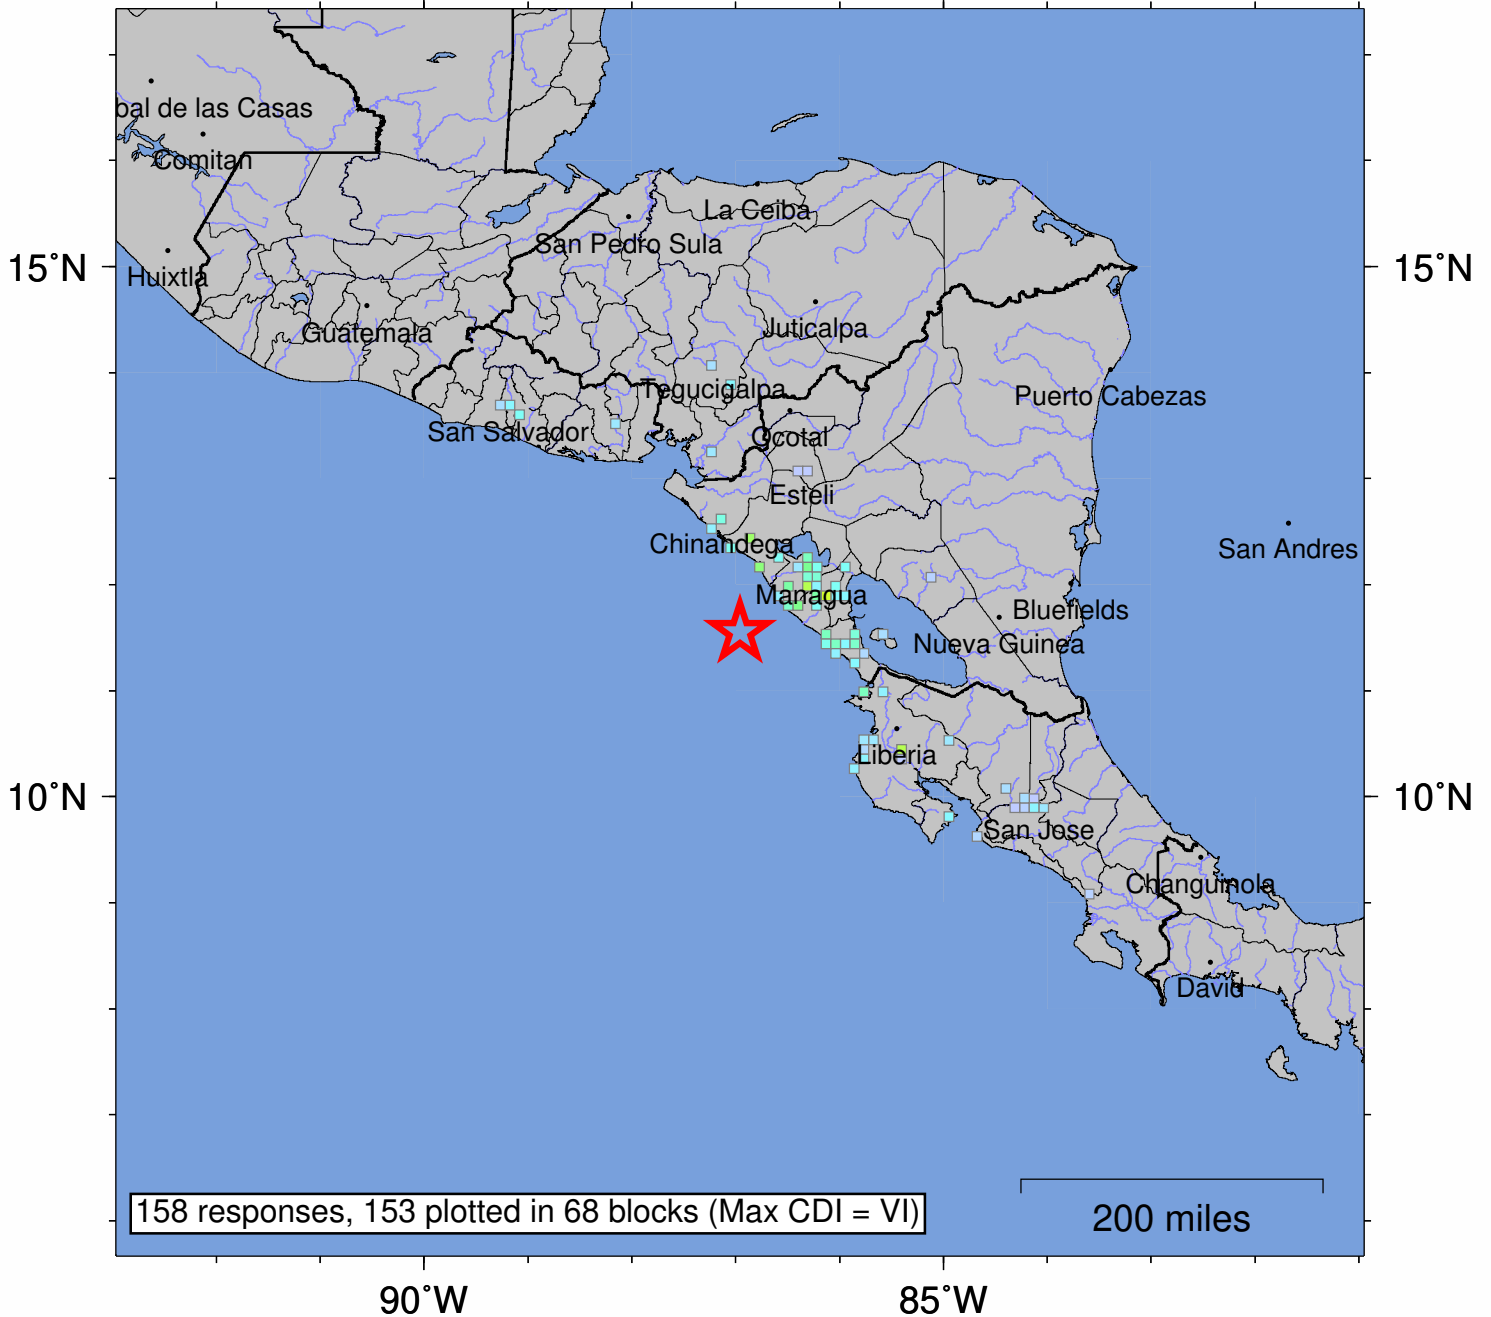 bal de las Casas
Comitan
La Ceiba
San Pedro Sula
15°N
15°N
Huixtla
Guatemala
Juticalpa
Tegucigalpa
Puerto Cabezas
San Salvador
Ocotal
Esteli
Chinandega
San Andres
Managua
Bluefields
Nueva Guinea
Liberia
10°N
10°N
San Jose
Changuinola
David
158 responses, 153 plotted in 68 blocks (Max CDI = VI)
200 miles
90°W
85°W